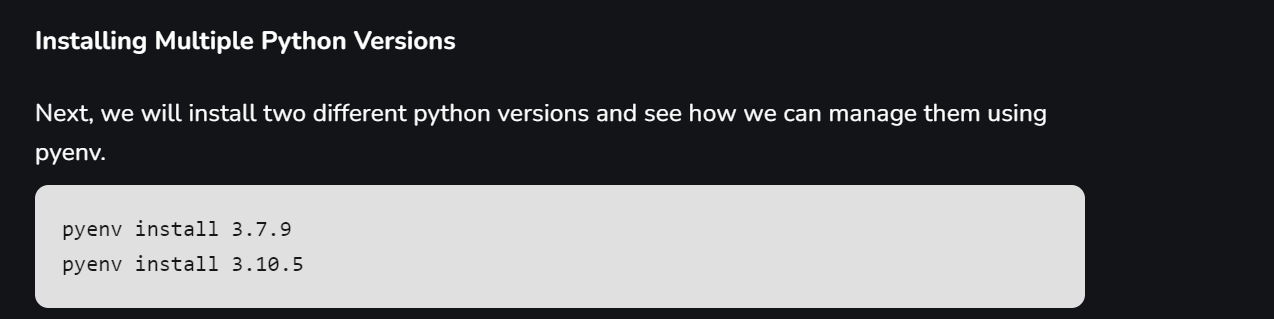 Installing Multiple Python Versions
Next, we will install two different python versions and see how we can manage them using
pyenv.
pyenv install 3.7.9
pyenv install 3.10.5